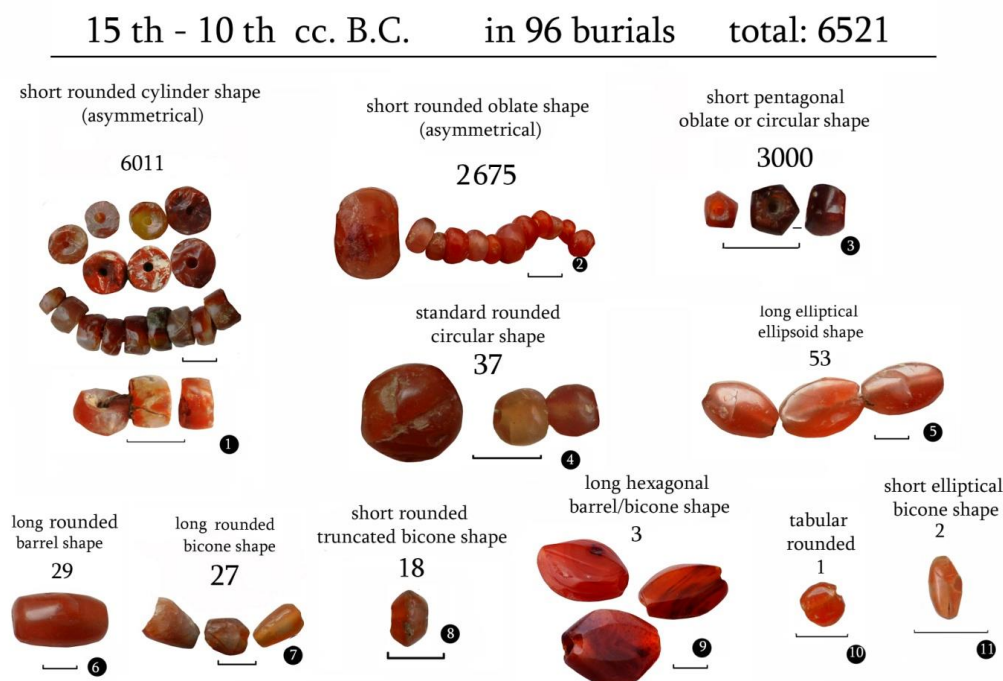 15 th - 10 th cc. B.C. in 96 burials total: 6521
short rounded cylinder shape
(asymmetrical)
6011
1
short rounded oblate shape
(asymmetrical)
2675
2
short pentagonal
oblate or circular shape
3000
3
standard rounded
circular shape
37
4
long elliptical
ellipsoid shape
53
5
long rounded
barrel shape
29
6
long rounded
bicone shape
27
7
short rounded
truncated bicone shape
18
8
long hexagonal
barrel/bicone shape
3
9
tabular
rounded
1
10
short elliptical
bicone shape
2
11